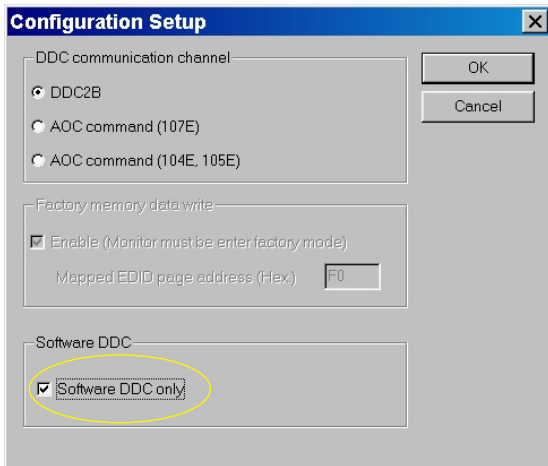 Configuration Setup
DDC communication channel
DDC2B
AOC command (107E)
AOC command (104E, 105E)
OK
Cancel
Factory memory data write
Enable (Monitor must be enter factory mode)
Mapped EDID page address (Hex.) F0
Software DDC
Software DDC only